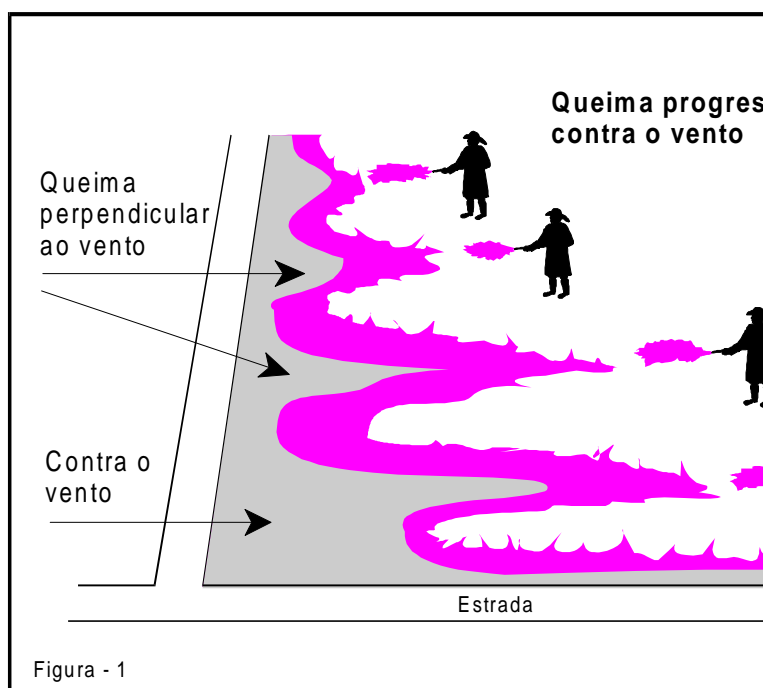 Queima progres
contra o vento
Queima
perpendicular
ao vento
Contra o
vento
Estrada
Figura - 1